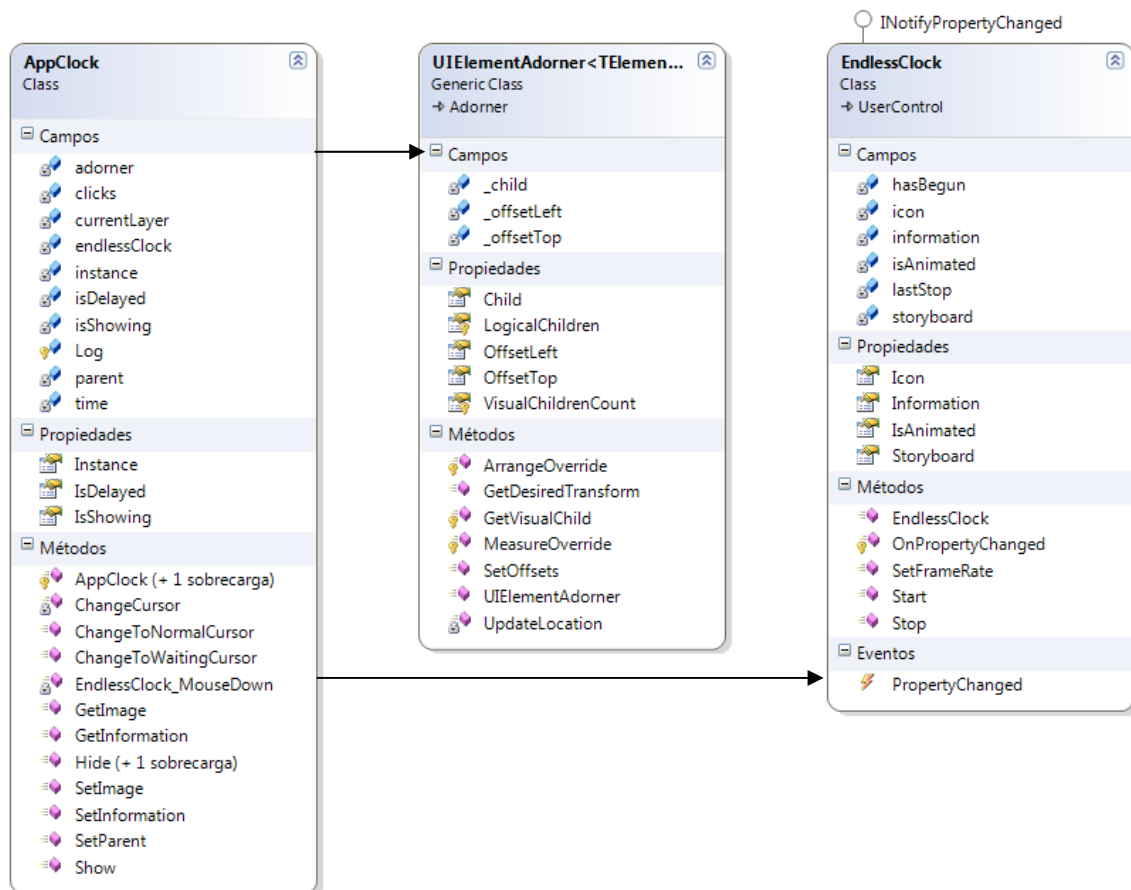 AppClock
Class
Campos
adorner
clicks
currentLayer
endlessClock
instance
isDelayed
isShowing
Log
parent
time
Propiedades
Instance
IsDelayed
IsShowing
Métodos
AppClock (+ 1 sobrecarga)
ChangeCursor
ChangeToNormalCursor
ChangeToWaitingCursor
EndlessClock_MouseDown
GetImage
GetInformation
Hide (+ 1 sobrecarga)
SetImage
SetInformation
SetParent
Show
UIElementAdorner<TElemen...
Generic Class
Adorner
Campos
_child
_offsetLeft
_offsetTop
Propiedades
Child
LogicalChildren
OffsetLeft
OffsetTop
VisualChildrenCount
Métodos
ArrangeOverride
GetDesiredTransform
GetVisualChild
MeasureOverride
SetOffsets
UIElementAdorner
UpdateLocation
INotifyPropertyChanged
EndlessClock
Class
UserControl
Campos
hasBegun
icon
information
isAnimated
lastStop
storyboard
Propiedades
Icon
Information
IsAnimated
Storyboard
Métodos
EndlessClock
OnPropertyChanged
SetFrameRate
Start
Stop
Eventos
PropertyChanged